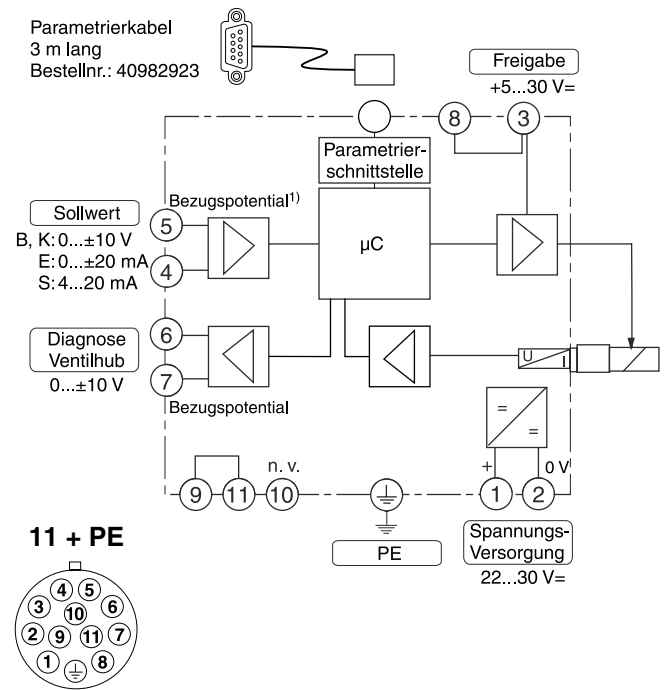 Parametrierkabel
3 m lang
Bestellnr.: 40982923
Freigabe
+5...30 V=
8
3
Parametrier-
schnittstelle
Bezugspotential¹⁾
Sollwert
B, K: 0...±10 V
E: 0...±20 mA
S: 4...20 mA
5
4
µC
Diagnose
Ventilhub
0...±10 V
6
7
Bezugspotential
U
I
=
=
+
0 V
n. v.
9
11
10
1
2
PE
Spannungs-
Versorgung
22...30 V=
11 + PE
4 5
3 10 6
2 9 11 7
1 8